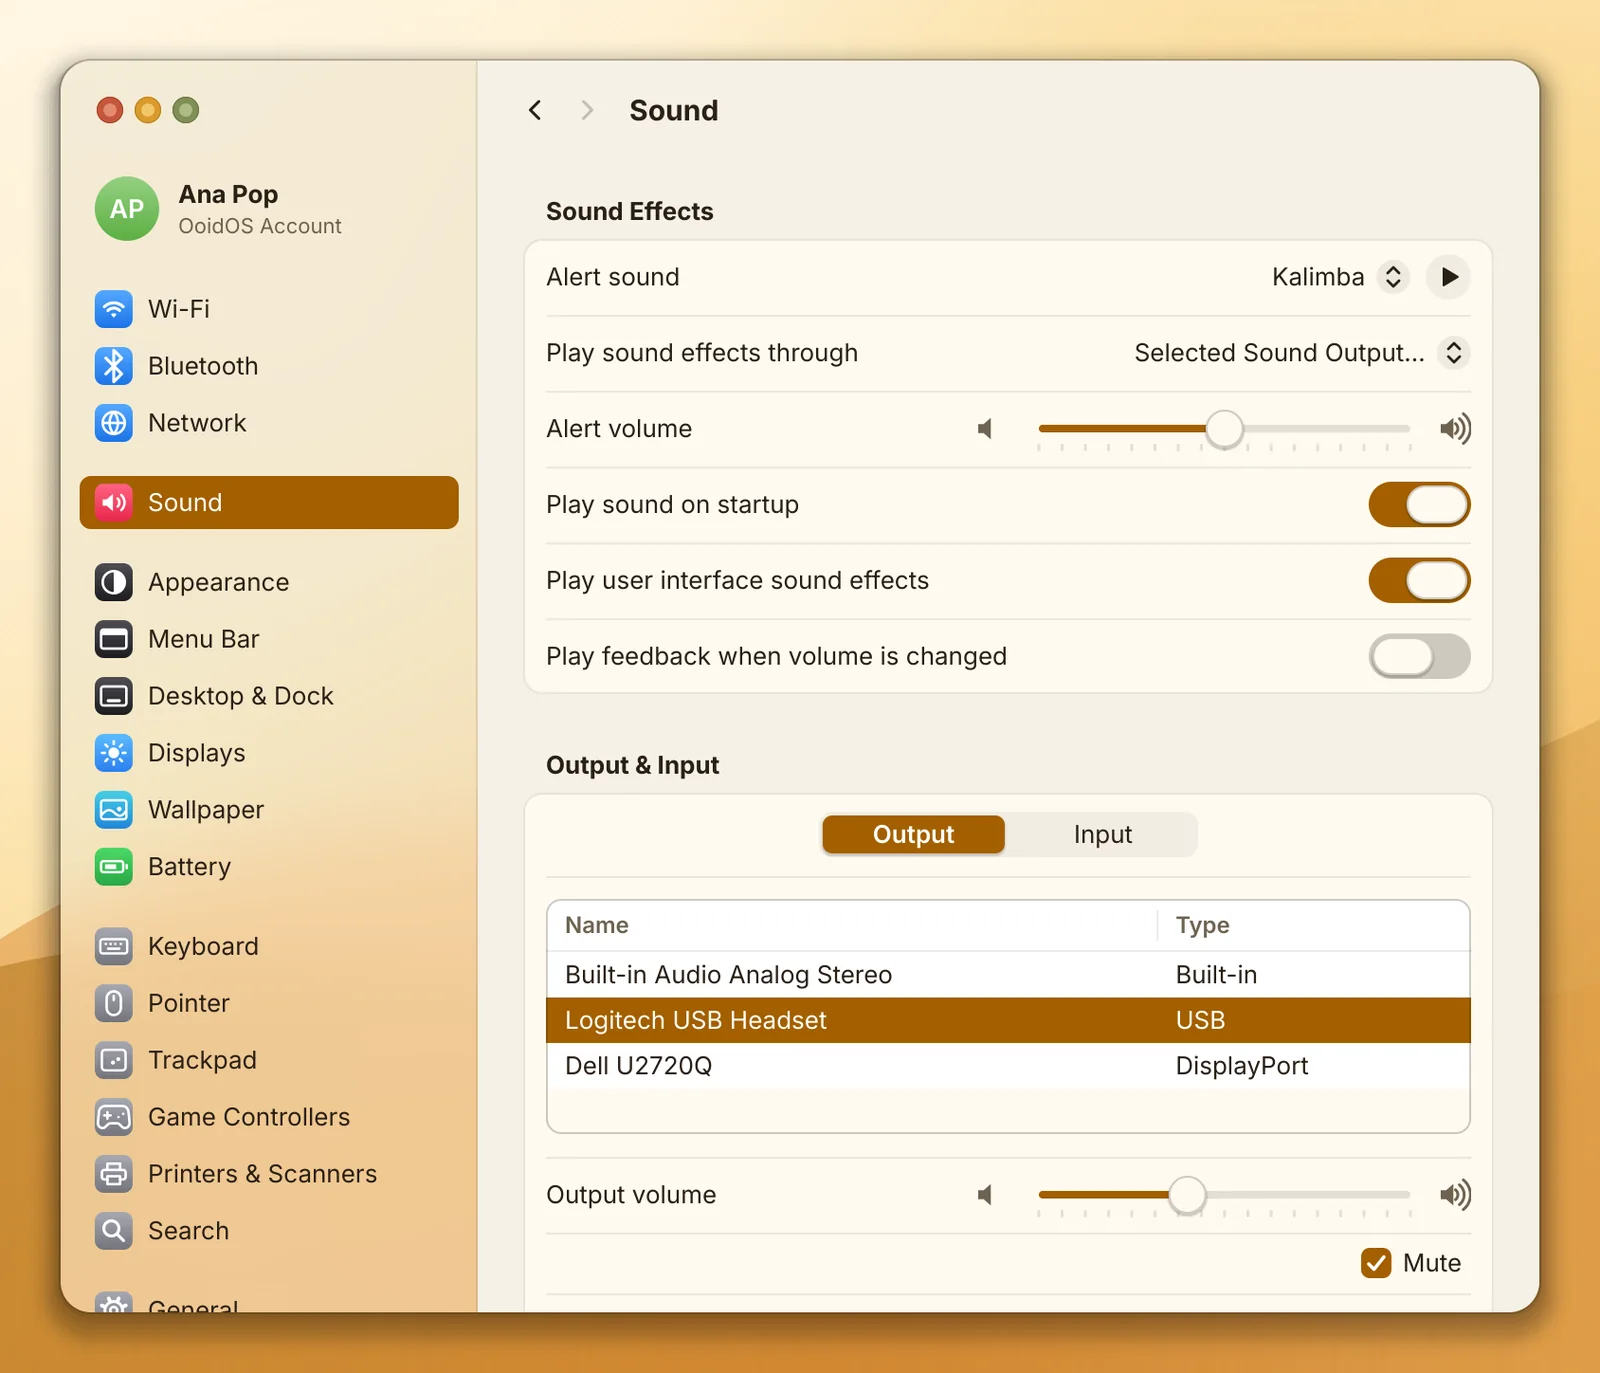 Sound
AP
Ana Pop
OoidOS Account
Wi-Fi
Bluetooth
Network
Sound
Appearance
Menu Bar
Desktop & Dock
Displays
Wallpaper
Battery
Keyboard
Pointer
Trackpad
Game Controllers
Printers & Scanners
Search
General
Sound Effects
Alert sound
Kalimba
Play sound effects through
Selected Sound Output...
Alert volume
Play sound on startup
Play user interface sound effects
Play feedback when volume is changed
Output & Input
Output
Input
Name
Type
Built-in Audio Analog Stereo
Built-in
Logitech USB Headset
USB
Dell U2720Q
DisplayPort
Output volume
Mute